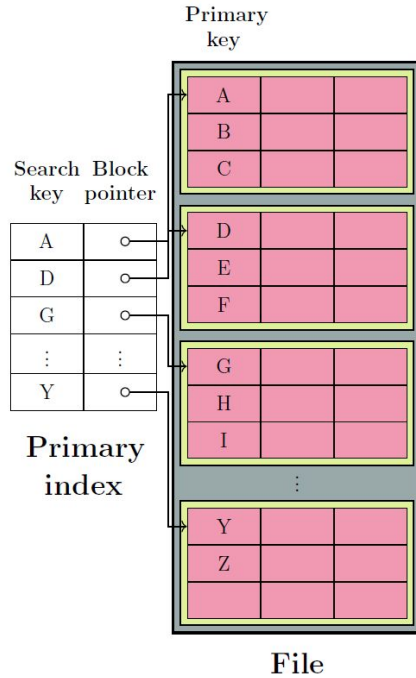 Primary
key
Search Block
key pointer
A
D
G
⋮ ⋮
Y
Primary
index
A
B
C
D
E
F
G
H
I
⋮
Y
Z
File